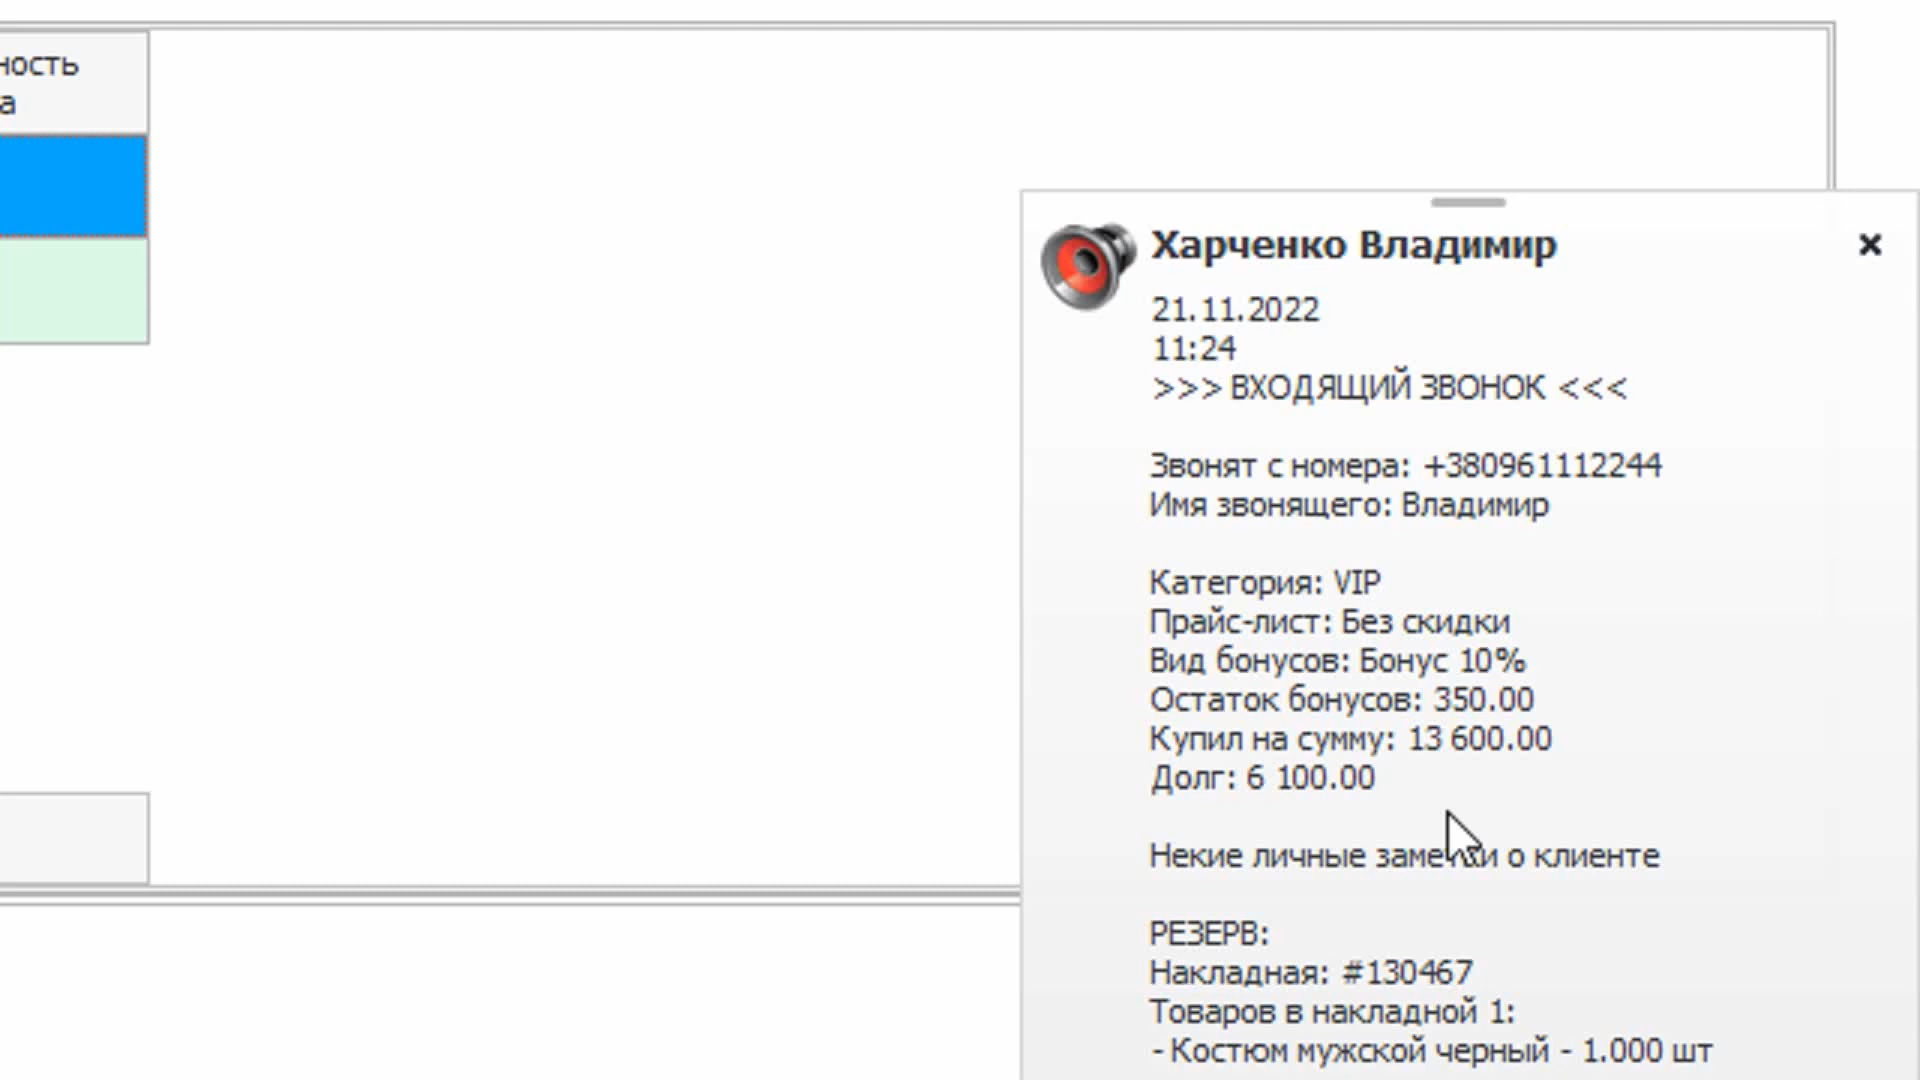 ность
а
Харченко Владимир
21.11.2022
11:24
>>> ВХОДЯЩИЙ ЗВОНОК <<<
Звонят с номера: +380961112244
Имя звонящего: Владимир
Категория: VIP
Прайс-лист: Без скидки
Вид бонусов: Бонус 10%
Остаток бонусов: 350.00
Купил на сумму: 13 600.00
Долг: 6 100.00
Некие личные заметки о клиенте
РЕЗЕРВ:
Накладная: #130467
Товаров в накладной 1:
- Костюм мужской черный - 1.000 шт